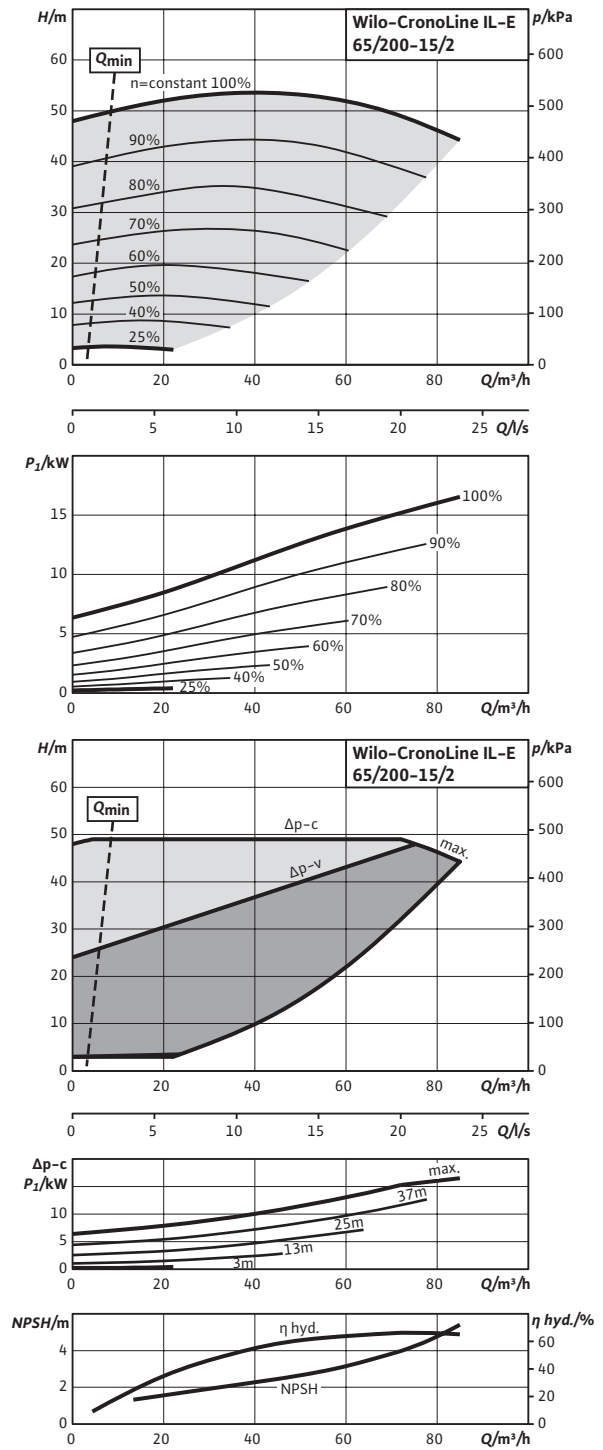 H/m
Wilo-CronoLine IL-E
65/200-15/2
p/kPa
Qmin
n=constant 100%
90%
80%
70%
60%
50%
40%
25%
60
50
40
30
20
10
0
600
500
400
300
200
100
0
0 20 40 60 80 Q/m³/h
0 5 10 15 20 25 Q/l/s
P1/kW
15
10
5
0
100%
90%
80%
70%
60%
50%
40%
25%
0 20 40 60 80 Q/m³/h
H/m
Wilo-CronoLine IL-E
65/200-15/2
p/kPa
Qmin
Δp-c
Δp-v
max.
60
50
40
30
20
10
0
600
500
400
300
200
100
0
0 20 40 60 80 Q/m³/h
0 5 10 15 20 25 Q/l/s
Δp-c
P1/kW
10
5
0
max.
37m
25m
13m
3m
0 20 40 60 80 Q/m³/h
NPSH/m
η hyd./%
η hyd.
NPSH
4
2
0
60
40
20
0
0 20 40 60 80 Q/m³/h